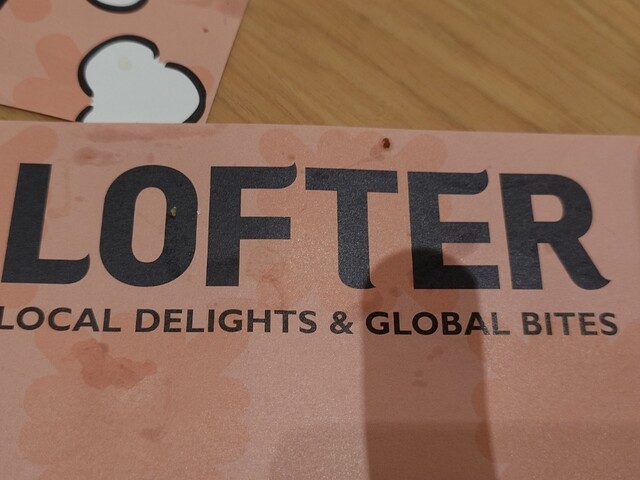 LOFTER
LOCAL DELIGHTS & GLOBAL BITES